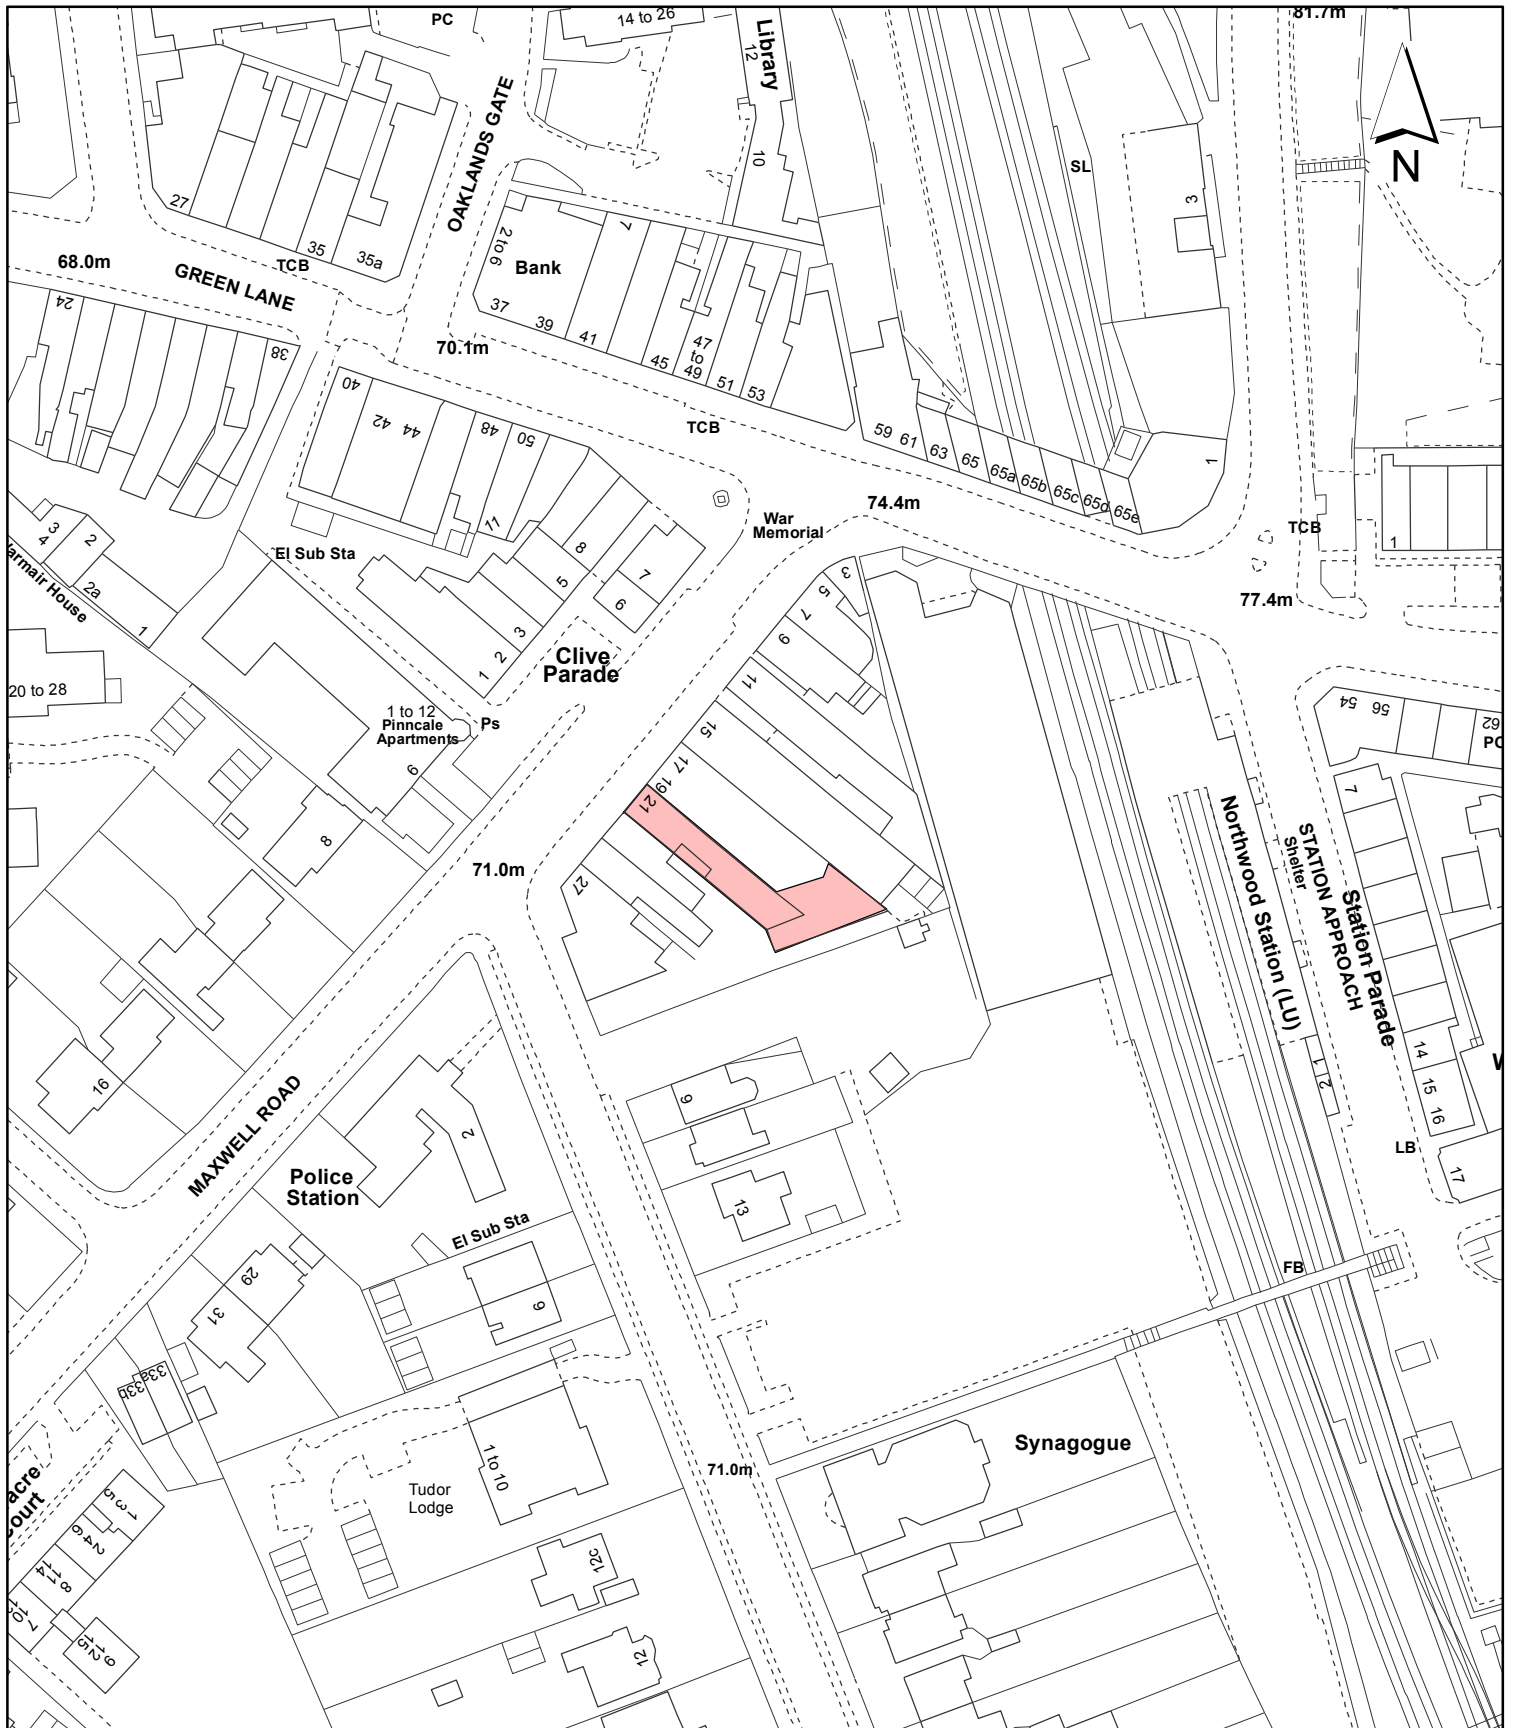 PC
14 to 26
Library
12
81.7m
OAKLANDS GATE
10
SL
3
N
27
35
35a
TCB
68.0m
GREEN LANE
2 to 6
Bank
7
37
39
41
45
47
to
49
51
53
70.1m
24
38
40
42
44
48
50
TCB
59
61
63
65
65a
65b
65c
65d
65e
1
74.4m
War
Memorial
TCB
1
77.4m
11
8
5
7
6
3
2
1
El Sub Sta
3
4
2
2a
1
Clive
Parade
3
5
7
9
11
15
17
19
21
27
20 to 28
1 to 12
Pinncale
Apartments
Ps
9
8
54
56
62
7
Northwood Station (LU)
STATION APPROACH
Shelter
Station Parade
71.0m
16
MAXWELL ROAD
2
Police
Station
El Sub Sta
9
13
14
15
16
17
1
2
LB
FB
29
31
33a
33b
9
1 to 10
Tudor
Lodge
71.0m
Synagogue
12c
12